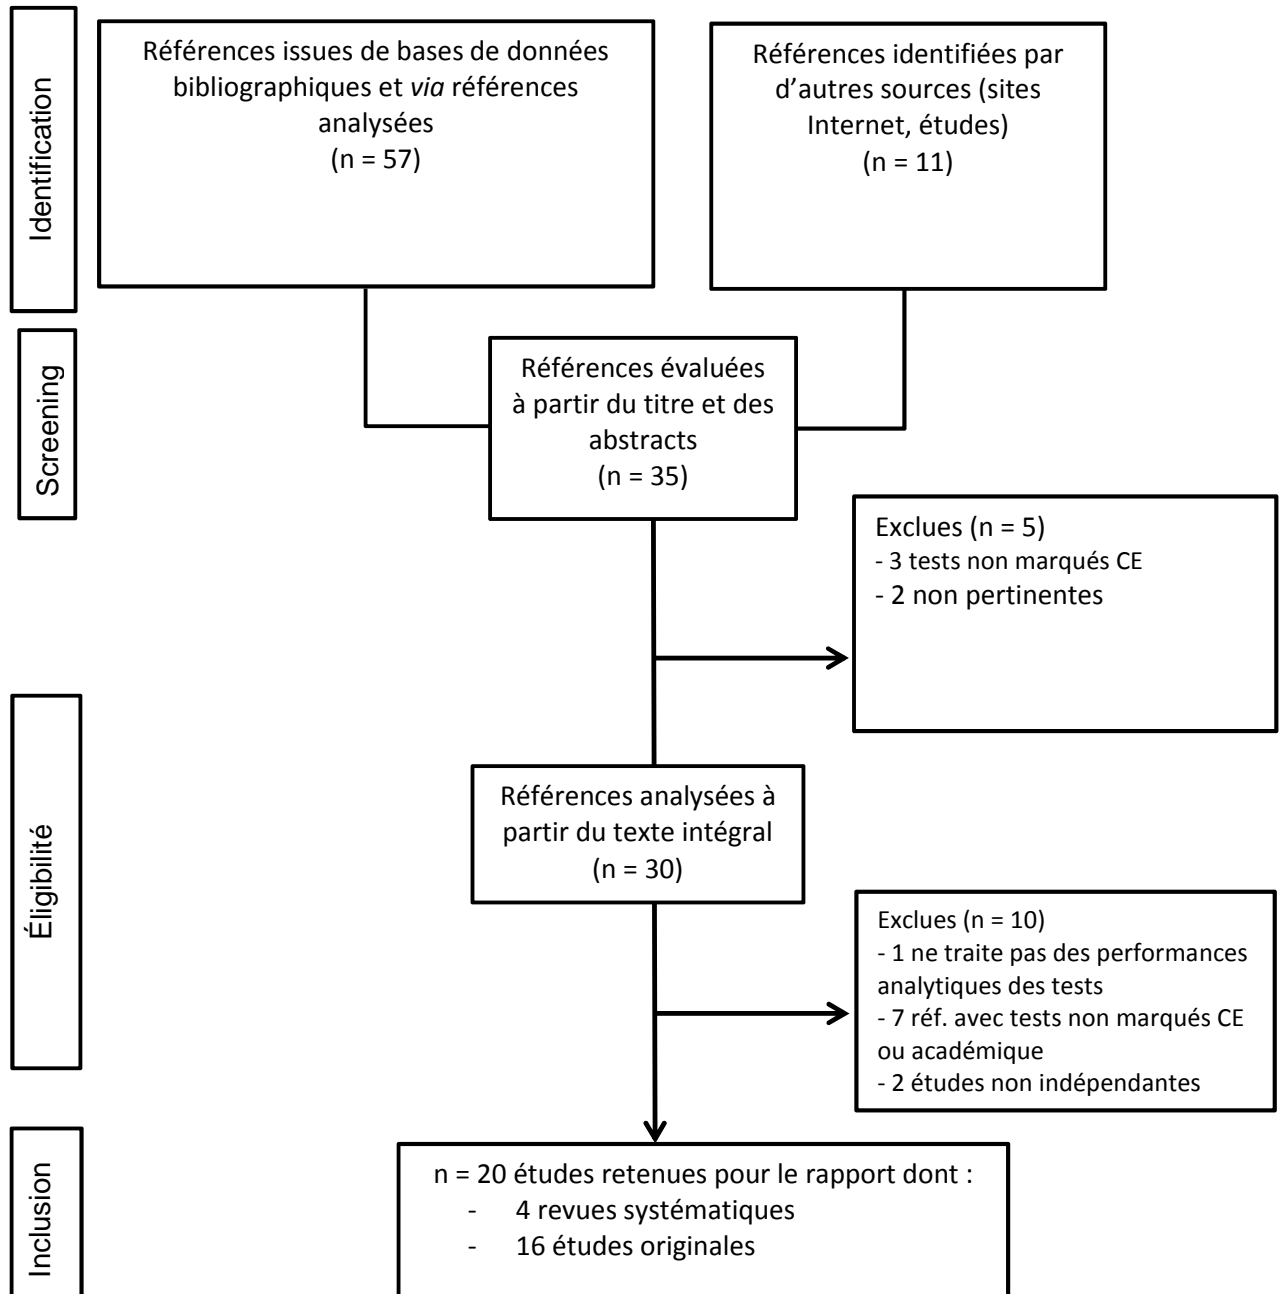 Identification
Références issues de bases de données
bibliographiques et via références
analysées
(n = 57)
Références identifiées par
d’autres sources (sites
Internet, études)
(n = 11)
Screening
Références évaluées
à partir du titre et des
abstracts
(n = 35)
Exclues (n = 5)
- 3 tests non marqués CE
- 2 non pertinentes
Éligibilité
Références analysées à
partir du texte intégral
(n = 30)
Exclues (n = 10)
- 1 ne traite pas des performances
analytiques des tests
- 7 réf. avec tests non marqués CE
ou académique
- 2 études non indépendantes
Inclusion
n = 20 études retenues pour le rapport dont :
- 4 revues systématiques
- 16 études originales